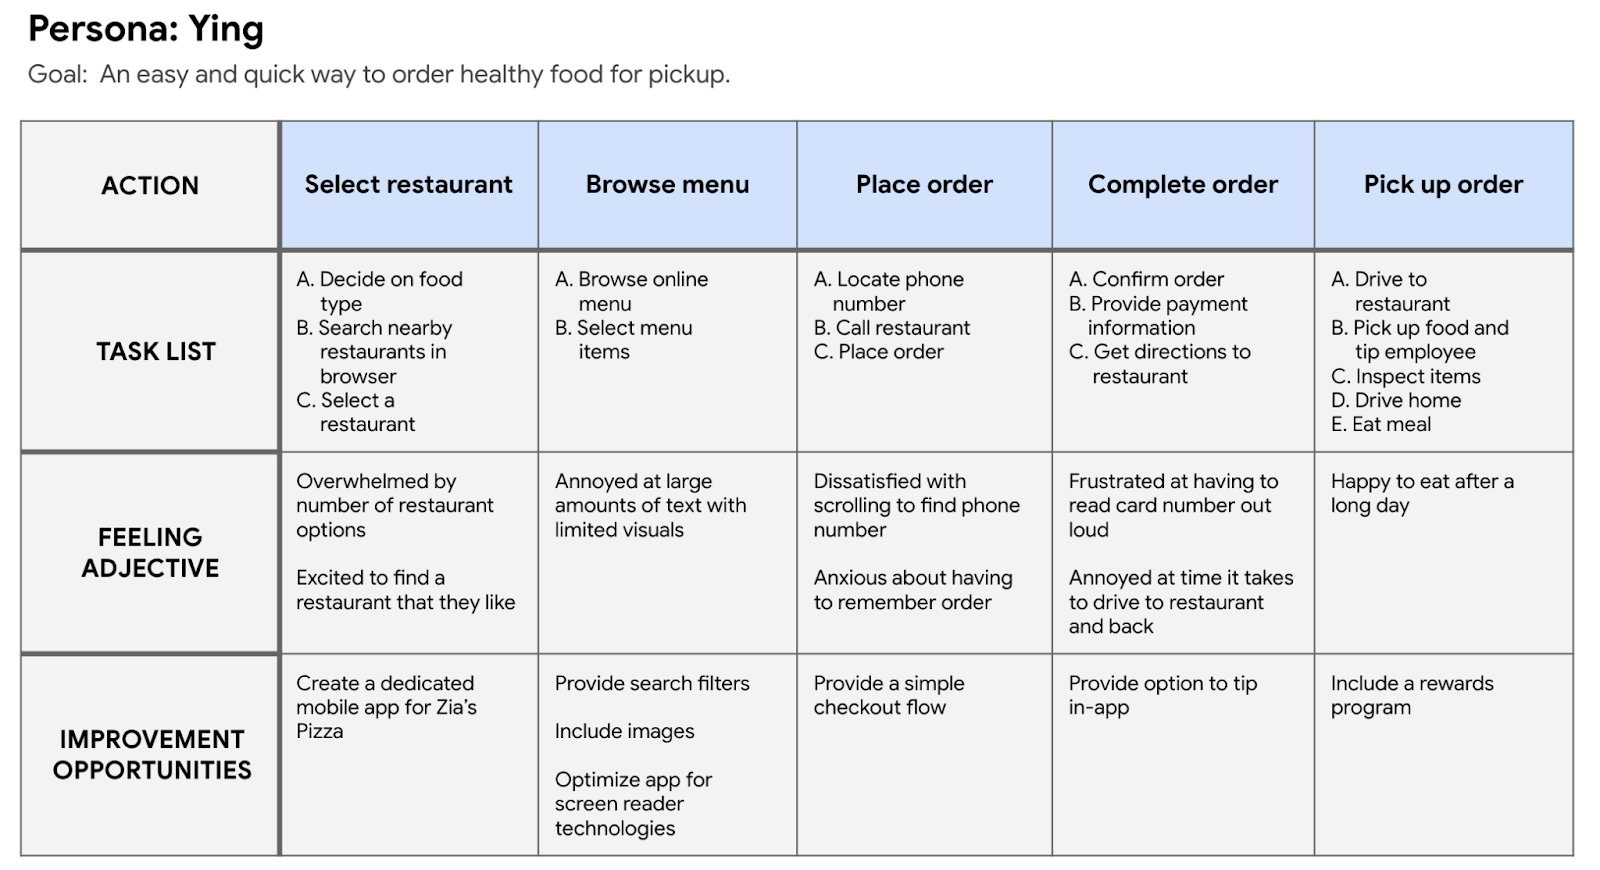 Persona: Ying
Goal: An easy and quick way to order healthy food for pickup.
ACTION
Select restaurant
Browse menu
Place order
Complete order
Pick up order
TASK LIST
A. Decide on food
type
B. Search nearby
restaurants in
browser
C. Select a
restaurant
A. Browse online
menu
B. Select menu
items
A. Locate phone
number
B. Call restaurant
C. Place order
A. Confirm order
B. Provide payment
information
C. Get directions to
restaurant
A. Drive to
restaurant
B. Pick up food and
tip employee
C. Inspect items
D. Drive home
E. Eat meal
FEELING
ADJECTIVE
Overwhelmed by
number of restaurant
options
Excited to find a
restaurant that they like
Annoyed at large
amounts of text with
limited visuals
Dissatisfied with
scrolling to find phone
number
Anxious about having
to remember order
Frustrated at having to
read card number out
loud
Annoyed at time it takes
to drive to restaurant
and back
Happy to eat after a
long day
IMPROVEMENT
OPPORTUNITIES
Create a dedicated
mobile app for Zia's
Pizza
Provide search filters
Include images
Optimize app for
screen reader
technologies
Provide a simple
checkout flow
Provide option to tip
in-app
Include a rewards
program